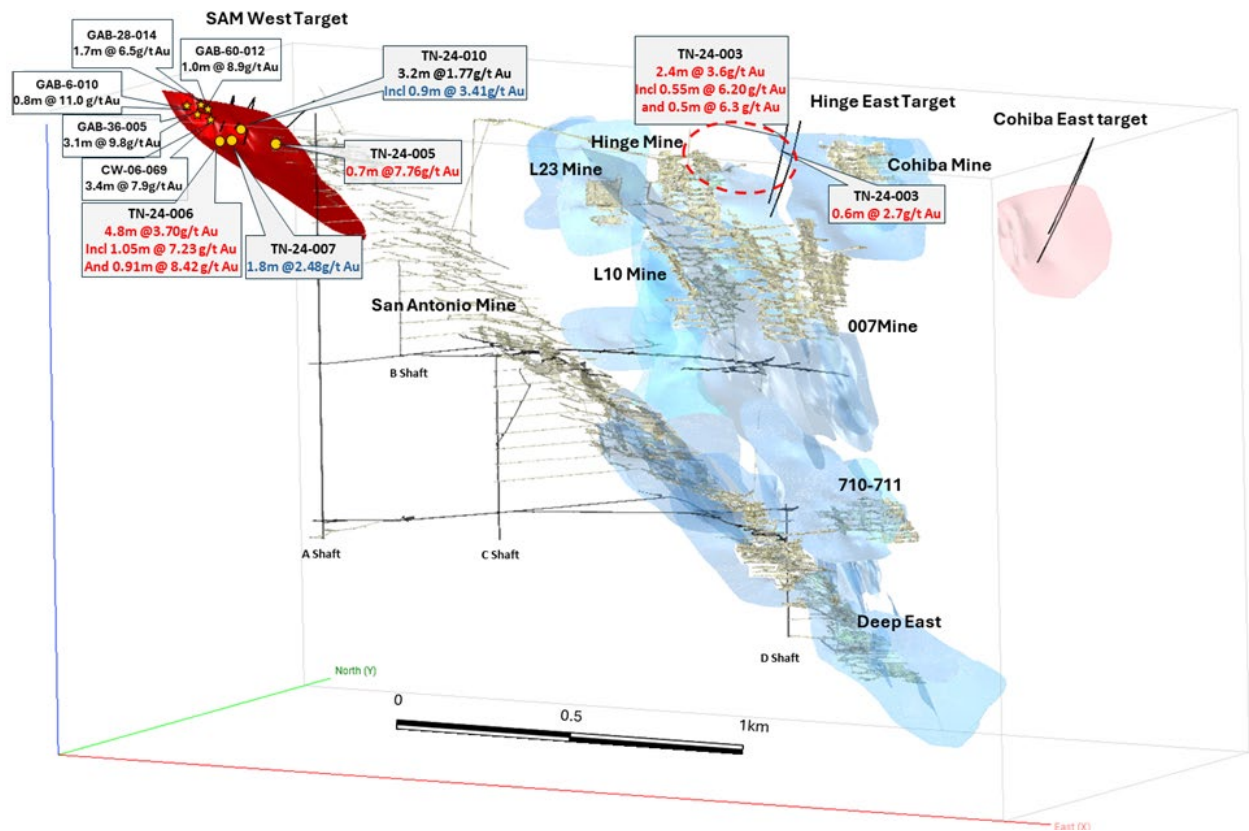 SAM West Target
GAB-28-014
1.7m @ 6.5g/t Au
GAB-60-012
1.0m @ 8.9g/t Au
GAB-6-010
0.8m @ 11.0 g/t Au
GAB-36-005
3.1m @ 9.8g/t Au
CW-06-069
3.4m @ 7.9g/t Au
TN-24-006
4.8m @3.70g/t Au
Incl 1.05m @ 7.23 g/t Au
And 0.91m @ 8.42 g/t Au
TN-24-007
1.8m @2.48g/t Au
TN-24-010
3.2m @1.77g/t Au
Incl 0.9m @ 3.41g/t Au
TN-24-005
0.7m @7.76g/t Au
TN-24-003
2.4m @ 3.6g/t Au
Incl 0.55m @ 6.20 g/t Au
and 0.5m @ 6.3 g/t Au
Hinge East Target
Cohiba East target
Hinge Mine
L23 Mine
Cohiba Mine
TN-24-003
0.6m @ 2.7g/t Au
L10 Mine
San Antonio Mine
007Mine
B Shaft
710-711
A Shaft
C Shaft
Deep East
D Shaft
North (Y)
0
0.5
1km
East (X)